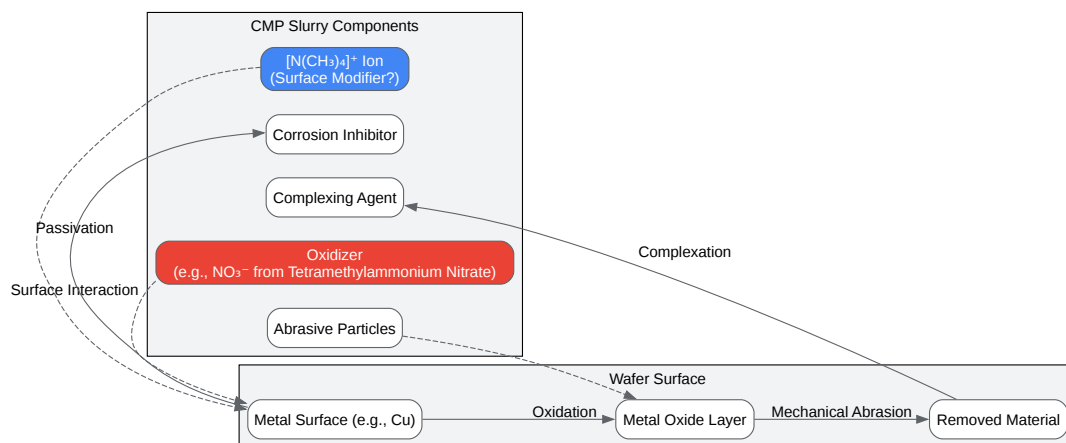 CMP Slurry Components
[N(CH₃)₄]⁺ Ion
(Surface Modifier?)
Corrosion Inhibitor
Complexing Agent
Passivation
Complexation
Oxidizer
(e.g., NO₃⁻ from Tetramethylammonium Nitrate)
Surface Interaction
Abrasive Particles
Wafer Surface
Metal Surface (e.g., Cu)
Oxidation
Metal Oxide Layer
Mechanical Abrasion
Removed Material